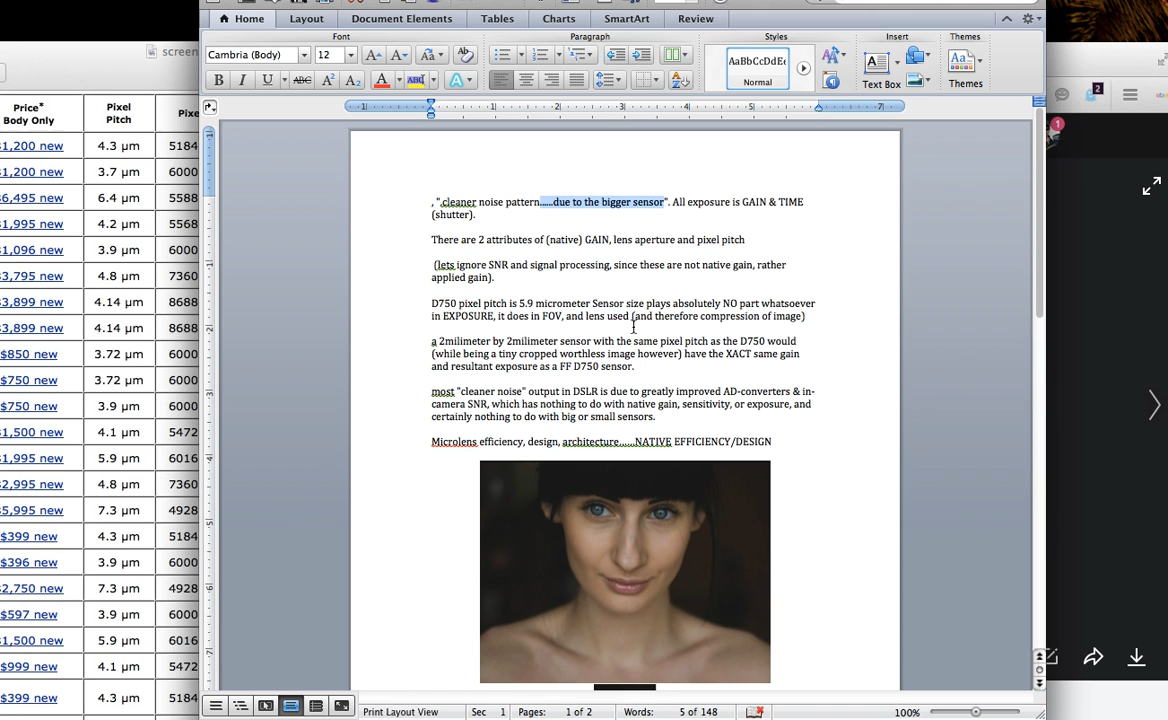 Home Layout Document Elements Tables Charts SmartArt Review
Font Paragraph Styles Insert Themes
Cambria (Body) 12
AaBbCcDdEe
Normal
Text Box
Themes
screen
Price* Pixel
Body Only Pitch Pixe
$1,200 new 4.3 µm 5184
$1,200 new 3.7 µm 6000
$6,495 new 6.4 µm 5588
$1,995 new 4.2 µm 5568
$1,096 new 3.9 µm 6000
$3,795 new 4.8 µm 7360
$3,899 new 4.14 µm 8688
$3,899 new 4.14 µm 8688
$850 new 3.72 µm 6000
$750 new 3.72 µm 6000
$750 new 3.9 µm 6000
$1,500 new 4.1 µm 5472
$1,995 new 5.9 µm 6016
$2,995 new 4.8 µm 7360
$5,995 new 7.3 µm 4928
$399 new 4.3 µm 5184
$396 new 3.9 µm 6000
$2,750 new 7.3 µm 4928
$597 new 3.9 µm 6000
$1,500 new 5.9 µm 6016
$999 new 4.1 µm 5472
$399 new 4.3 µm 5184
, ".cleaner noise pattern......due to the bigger sensor". All exposure is GAIN & TIME
(shutter).
There are 2 attributes of (native) GAIN, lens aperture and pixel pitch
(lets ignore SNR and signal processing, since these are not native gain, rather
applied gain).
D750 pixel pitch is 5.9 micrometer Sensor size plays absolutely NO part whatsoever
in EXPOSURE, it does in FOV, and lens used (and therefore compression of image)
a 2milimeter by 2milimeter sensor with the same pixel pitch as the D750 would
(while being a tiny cropped worthless image however) have the XACT same gain
and resultant exposure as a FF D750 sensor.
most "cleaner noise" output in DSLR is due to greatly improved AD-converters & in-
camera SNR, which has nothing to do with native gain, sensitivity, or exposure, and
certainly nothing to do with big or small sensors.
Microlens efficiency, design, architecture......NATIVE EFFICIENCY/DESIGN
2
1
Print Layout View Sec 1 Pages: 1 of 2 Words: 5 of 148 100%